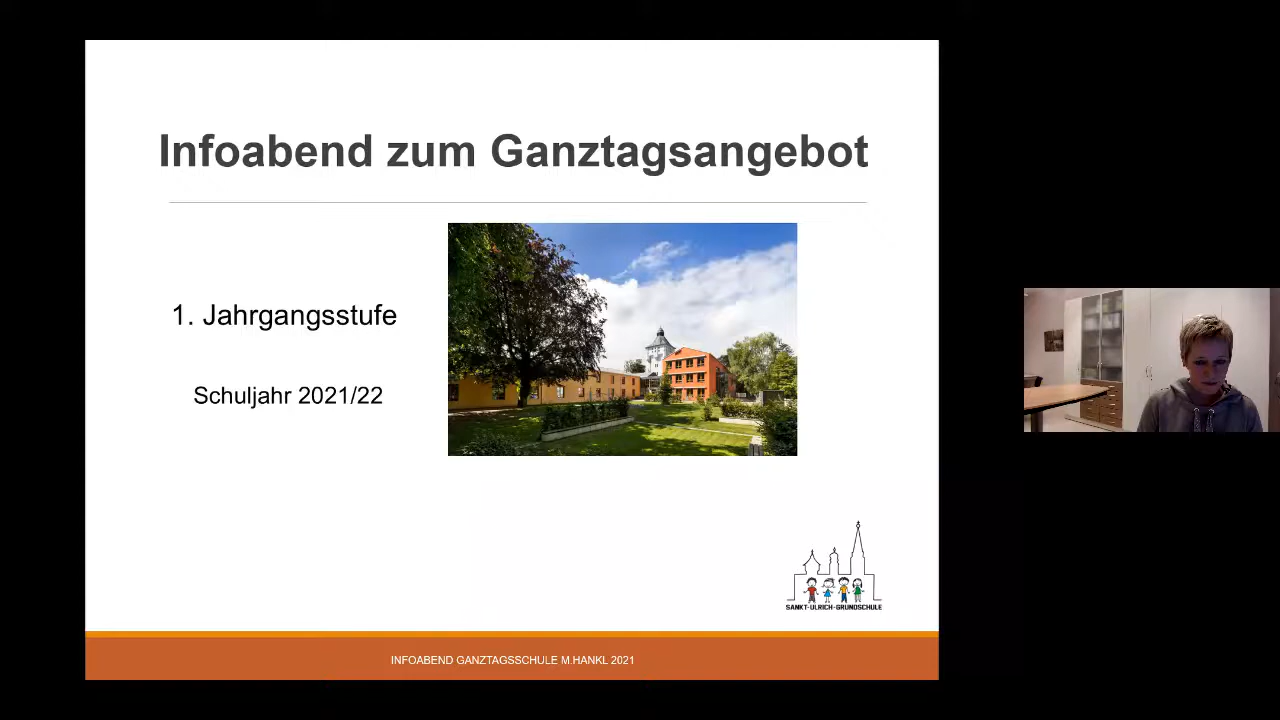 Infoabend zum Ganztagsangebot
1. Jahrgangsstufe
Schuljahr 2021/22
SANKT-ULRICH-GRUNDSCHULE
INFOABEND GANZTAGSSCHULE M.HANKL 2021